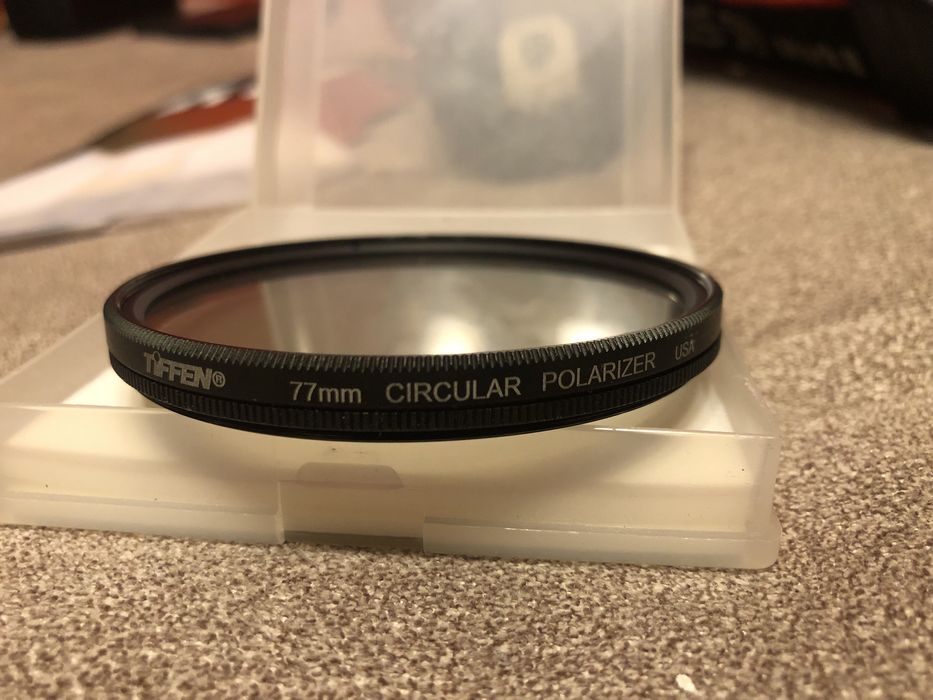 TiFFEN® 77mm CIRCULAR POLARIZER USA